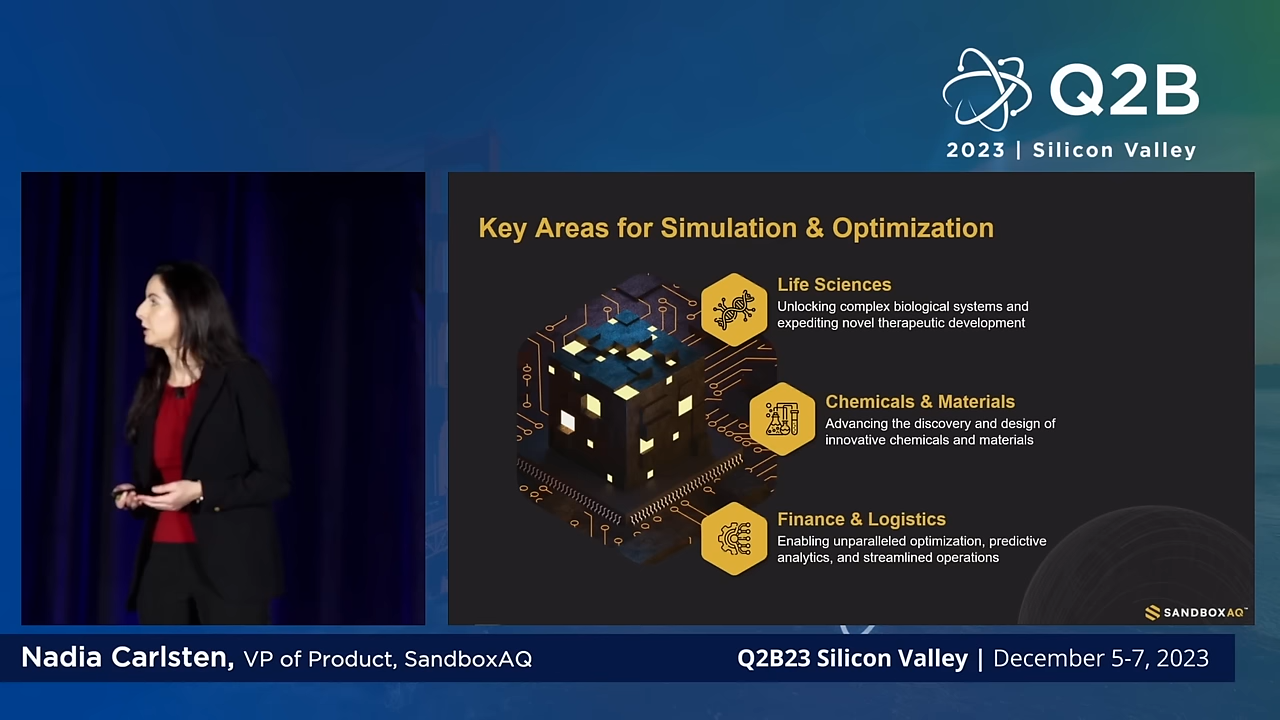 Q2B
2023 | Silicon Valley
Key Areas for Simulation & Optimization
Life Sciences
Unlocking complex biological systems and
expediting novel therapeutic development
Chemicals & Materials
Advancing the discovery and design of
innovative chemicals and materials
Finance & Logistics
Enabling unparalleled optimization, predictive
analytics, and streamlined operations
SANDBOXAQ™
Nadia Carlsten, VP of Product, SandboxAQ
Q2B23 Silicon Valley | December 5-7, 2023